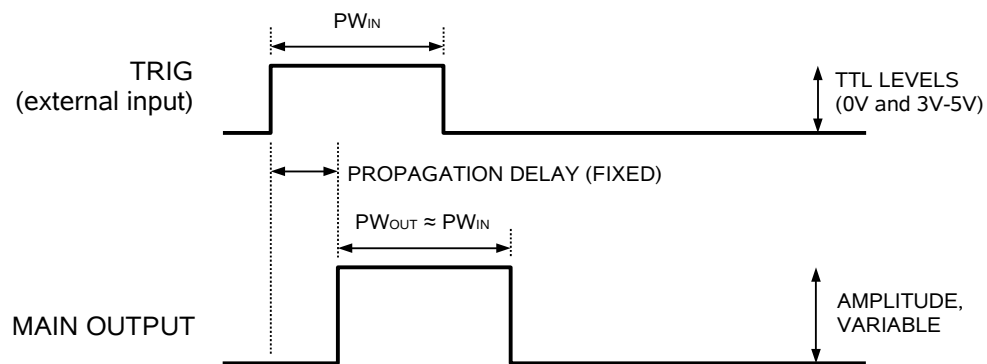 PWIN
TRIG
(external input)
TTL LEVELS
(0V and 3V-5V)
PROPAGATION DELAY (FIXED)
PWOUT ≈ PWIN
MAIN OUTPUT
AMPLITUDE,
VARIABLE